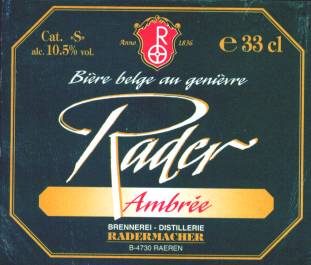 Cat. «S»
alc. 10.5% vol.
R
Anno 1836
e 33 cl
Bière belge au genièvre
Rader
Ambrée
BRENNEREI - DISTILLERIE
RADERMACHER
B-4730 RAEREN